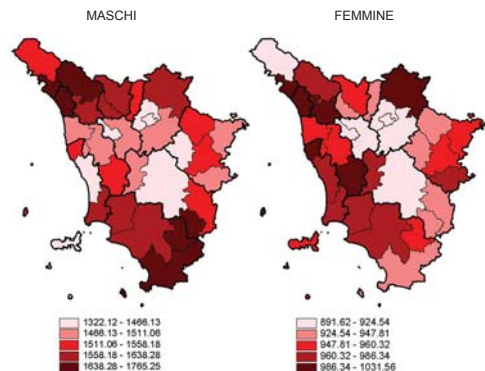 MASCHI
FEMMINE
1322.12 - 1466.13
1466.13 - 1511.06
1511.06 - 1558.18
1558.18 - 1638.28
1638.28 - 1765.25
891.62 - 924.54
924.54 - 947.81
947.81 - 960.32
960.32 - 986.34
986.34 - 1031.56